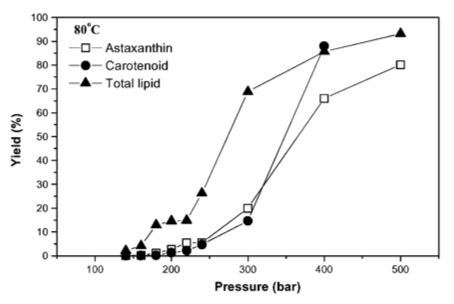 80°C
Astaxanthin
Carotenoid
Total lipid
Yield (%)
100
90
80
70
60
50
40
30
20
10
0
100 200 300 400 500
Pressure (bar)